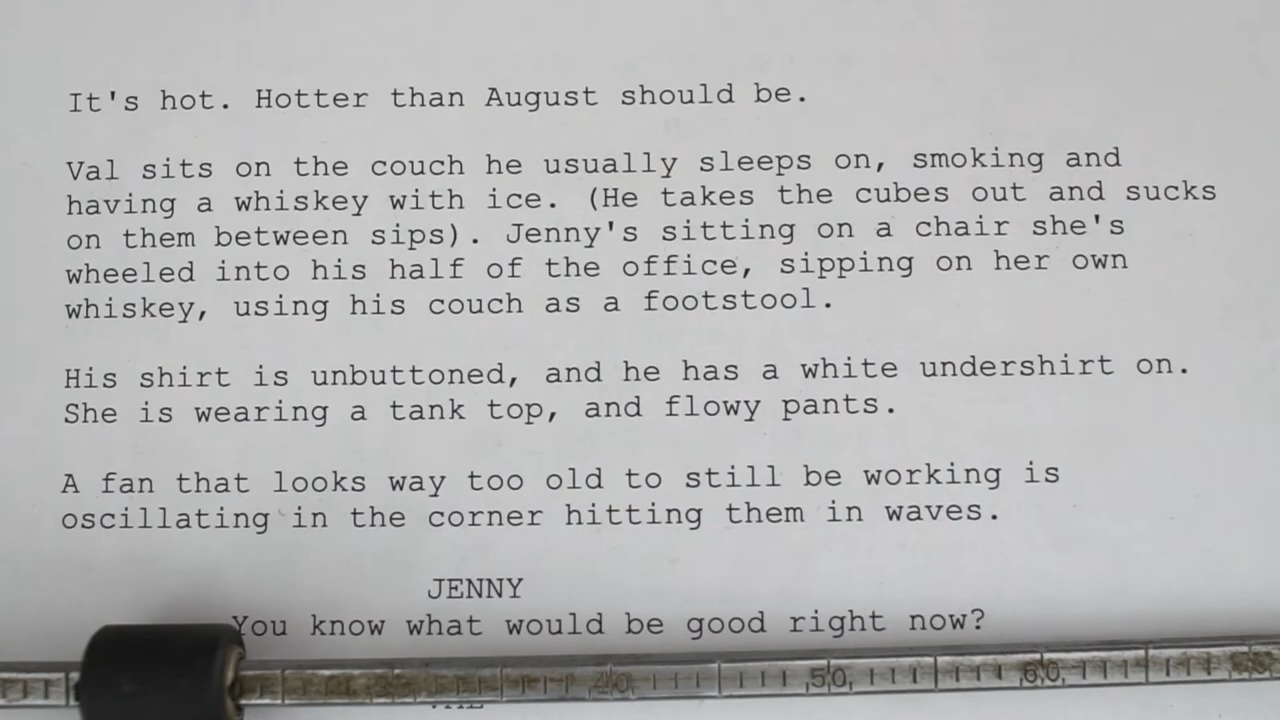 It's hot. Hotter than August should be.
Val sits on the couch he usually sleeps on, smoking and
having a whiskey with ice. (He takes the cubes out and sucks
on them between sips). Jenny's sitting on a chair she's
wheeled into his half of the office, sipping on her own
whiskey, using his couch as a footstool.
His shirt is unbuttoned, and he has a white undershirt on.
She is wearing a tank top, and flowy pants.
A fan that looks way too old to still be working is
oscillating in the corner hitting them in waves.
JENNY
You know what would be good right now?
40 50 60